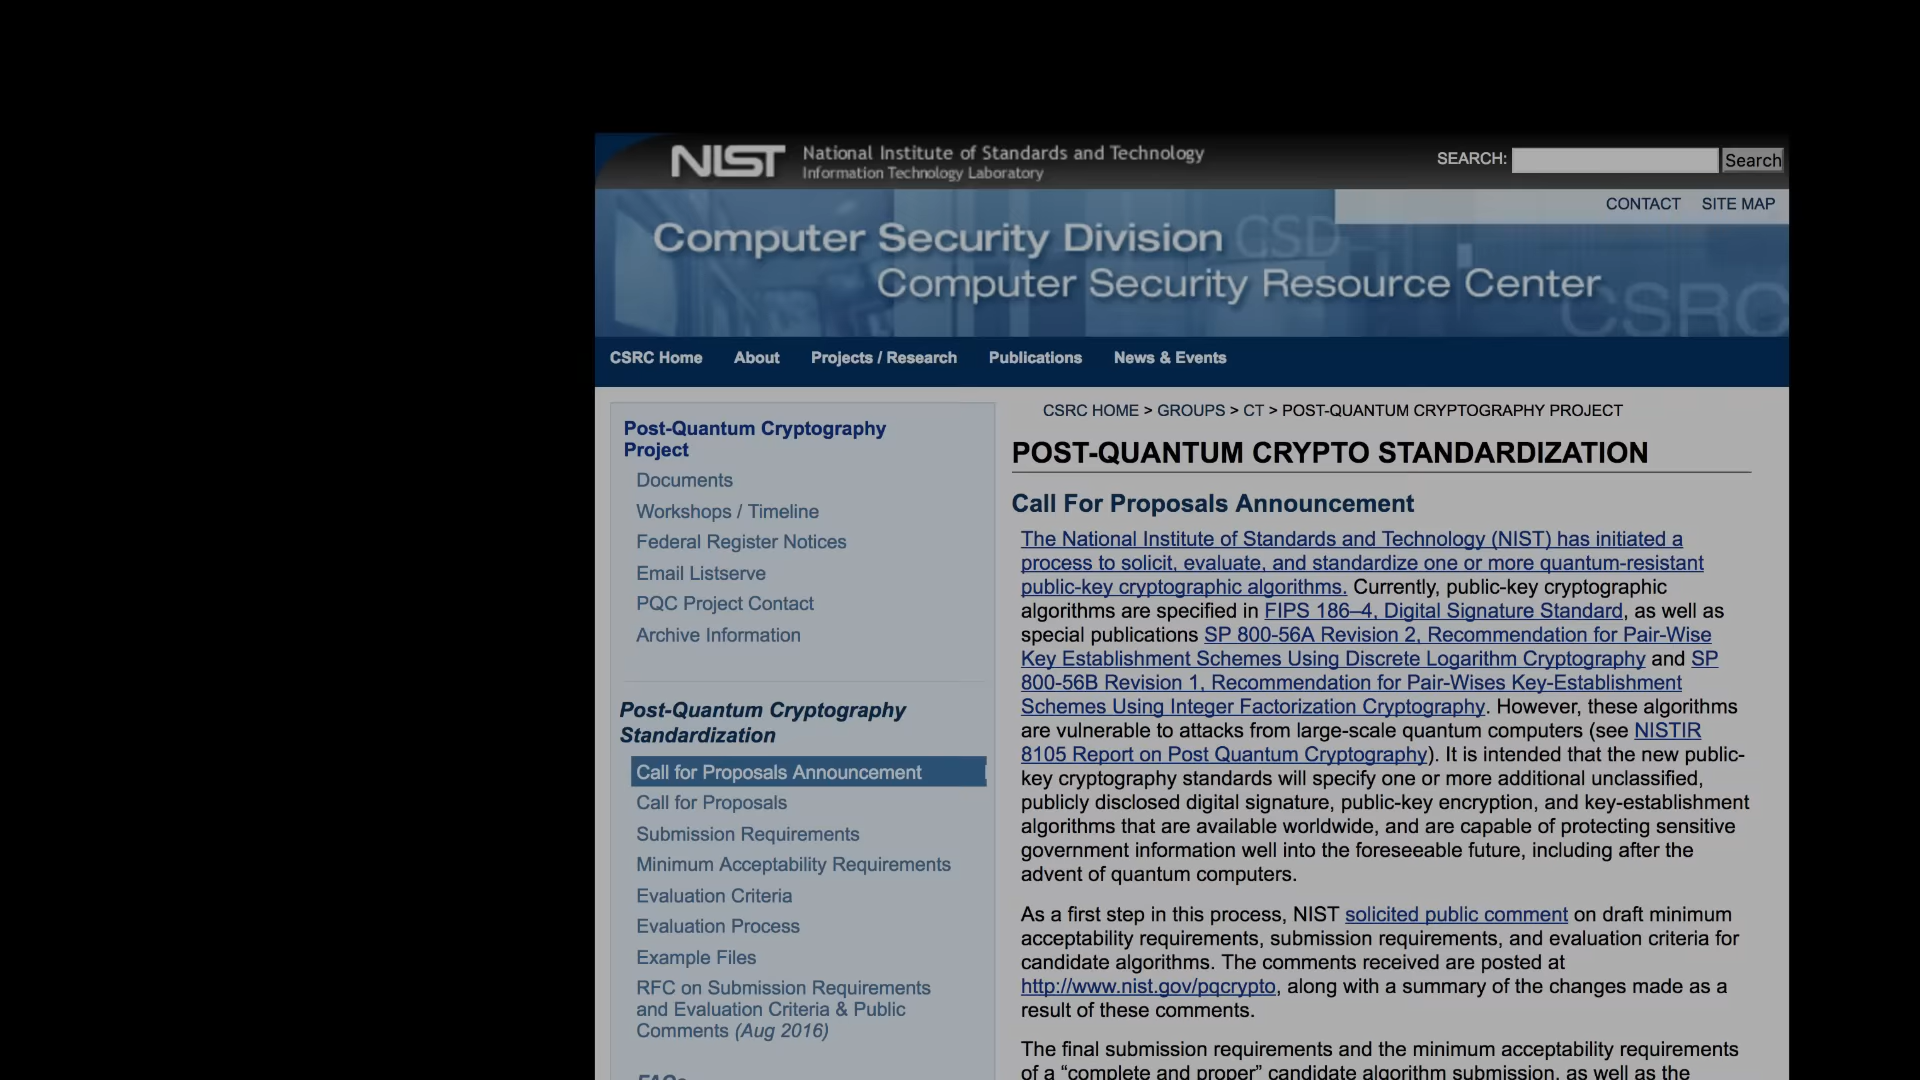 NIST National Institute of Standards and Technology
Information Technology Laboratory
SEARCH: Search
CONTACT SITE MAP
Computer Security Division CSD
Computer Security Resource Center
CSRC
CSRC Home About Projects / Research Publications News & Events
Post-Quantum Cryptography
Project
Documents
Workshops / Timeline
Federal Register Notices
Email Listserve
PQC Project Contact
Archive Information
Post-Quantum Cryptography
Standardization
Call for Proposals Announcement
Call for Proposals
Submission Requirements
Minimum Acceptability Requirements
Evaluation Criteria
Evaluation Process
Example Files
RFC on Submission Requirements
and Evaluation Criteria & Public
Comments (Aug 2016)
FAQs
CSRC HOME > GROUPS > CT > POST-QUANTUM CRYPTOGRAPHY PROJECT
POST-QUANTUM CRYPTO STANDARDIZATION
Call For Proposals Announcement
The National Institute of Standards and Technology (NIST) has initiated a
process to solicit, evaluate, and standardize one or more quantum-resistant
public-key cryptographic algorithms. Currently, public-key cryptographic
algorithms are specified in FIPS 186–4, Digital Signature Standard, as well as
special publications SP 800-56A Revision 2, Recommendation for Pair-Wise
Key Establishment Schemes Using Discrete Logarithm Cryptography and SP
800-56B Revision 1, Recommendation for Pair-Wises Key-Establishment
Schemes Using Integer Factorization Cryptography. However, these algorithms
are vulnerable to attacks from large-scale quantum computers (see NISTIR
8105 Report on Post Quantum Cryptography). It is intended that the new public-
key cryptography standards will specify one or more additional unclassified,
publicly disclosed digital signature, public-key encryption, and key-establishment
algorithms that are available worldwide, and are capable of protecting sensitive
government information well into the foreseeable future, including after the
advent of quantum computers.
As a first step in this process, NIST solicited public comment on draft minimum
acceptability requirements, submission requirements, and evaluation criteria for
candidate algorithms. The comments received are posted at
http://www.nist.gov/pqcrypto, along with a summary of the changes made as a
result of these comments.
The final submission requirements and the minimum acceptability requirements
of a “complete and proper” candidate algorithm submission, as well as the